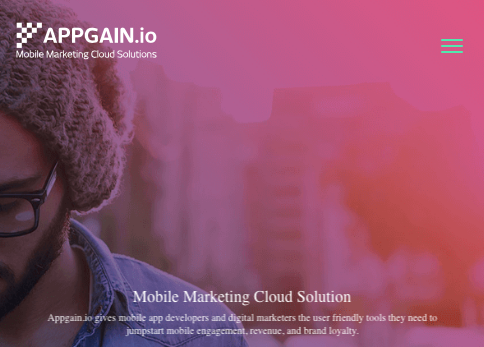 APPGAIN.io
Mobile Marketing Cloud Solutions
Mobile Marketing Cloud Solution
Appgain.io gives mobile app developers and digital marketers the user friendly tools they need to
jumpstart mobile engagement, revenue, and brand loyalty.